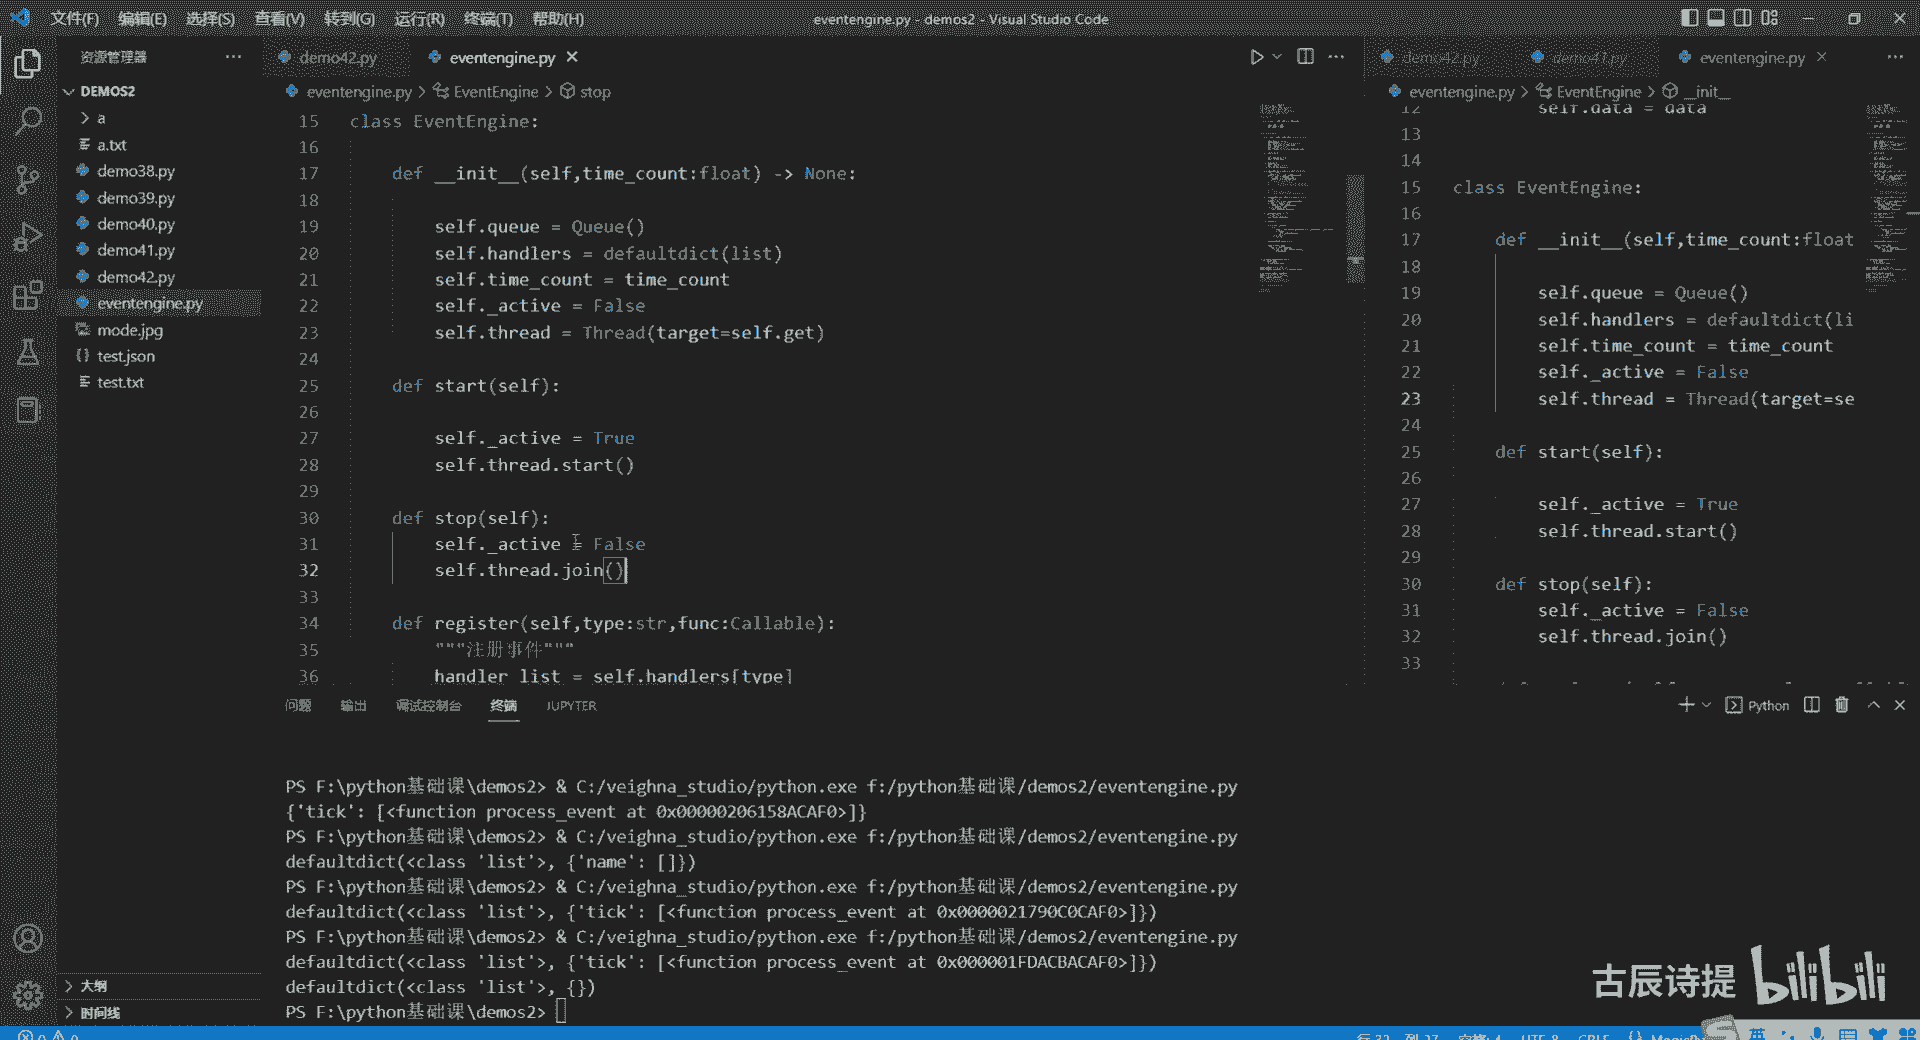 文件(F) 编辑(E) 选择(S) 查看(V) 转到(G) 运行(R) 终端(T) 帮助(H) eventengine.py - demos2 - Visual Studio Code
资源管理器
DEMOS2
a
a.txt
demo38.py
demo39.py
demo40.py
demo41.py
demo42.py
eventengine.py
mode.jpg
test.json
test.txt
大纲
时间线
demo42.py eventengine.py
eventengine.py > EventEngine > stop
15 class EventEngine:
16
17 def __init__(self,time_count:float) -> None:
18
19 self.queue = Queue()
20 self.handlers = defaultdict(list)
21 self.time_count = time_count
22 self._active = False
23 self.thread = Thread(target=self.get)
24
25 def start(self):
26
27 self._active = True
28 self.thread.start()
29
30 def stop(self):
31 self._active = False
32 self.thread.join()
33
34 def register(self,type:str,func:Callable):
35 """注册事件"""
36 handler_list = self.handlers[type]
demo42.py demo41.py eventengine.py
eventengine.py > EventEngine > __init__
12 self.data = data
13
14
15 class EventEngine:
16
17 def __init__(self,time_count:float
18
19 self.queue = Queue()
20 self.handlers = defaultdict(li
21 self.time_count = time_count
22 self._active = False
23 self.thread = Thread(target=se
24
25 def start(self):
26
27 self._active = True
28 self.thread.start()
29
30 def stop(self):
31 self._active = False
32 self.thread.join()
33
问题 输出 调试控制台 终端 JUPYTER
Python
PS F:\python基础课\demos2> & C:/veighna_studio/python.exe f:/python基础课/demos2/eventengine.py
{'tick': [<function process_event at 0x00000206158ACAF0>]}
PS F:\python基础课\demos2> & C:/veighna_studio/python.exe f:/python基础课/demos2/eventengine.py
defaultdict(<class 'list'>, {'name': []})
PS F:\python基础课\demos2> & C:/veighna_studio/python.exe f:/python基础课/demos2/eventengine.py
defaultdict(<class 'list'>, {'tick': [<function process_event at 0x0000021790C0CAF0>]})
PS F:\python基础课\demos2> & C:/veighna_studio/python.exe f:/python基础课/demos2/eventengine.py
defaultdict(<class 'list'>, {'tick': [<function process_event at 0x000001FDACBACAF0>]})
defaultdict(<class 'list'>, {})
PS F:\python基础课\demos2>
古辰诗提 bilibili
英